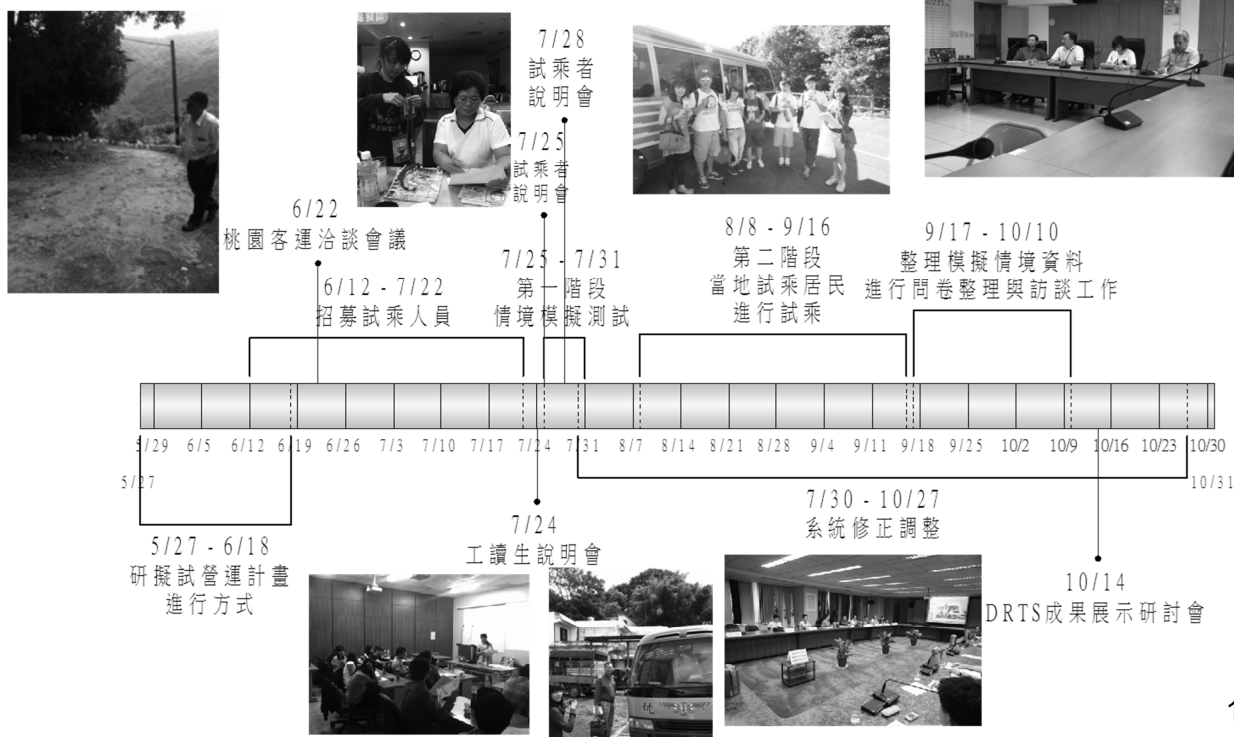 7/28
試乘者
說明會
7/25
試乘者
說明會
6/22
桃園客運洽談會議
6/12 - 7/22
招募試乘人員
7/25 - 7/31
第一階段
情境模擬測試
8/8 - 9/16
第二階段
當地試乘居民
進行試乘
9/17 - 10/10
整理模擬情境資料
進行問卷整理與訪談工作
5/29 6/5 6/12 6/19 6/26 7/3 7/10 7/17 7/24 7/31 8/7 8/14 8/21 8/28 9/4 9/11 9/18 9/25 10/2 10/9 10/16 10/23 10/30
5/27
10/31
5/27 - 6/18
研擬試營運計畫
進行方式
7/24
工讀生說明會
7/30 - 10/27
系統修正調整
10/14
DRTS成果展示研討會
桃